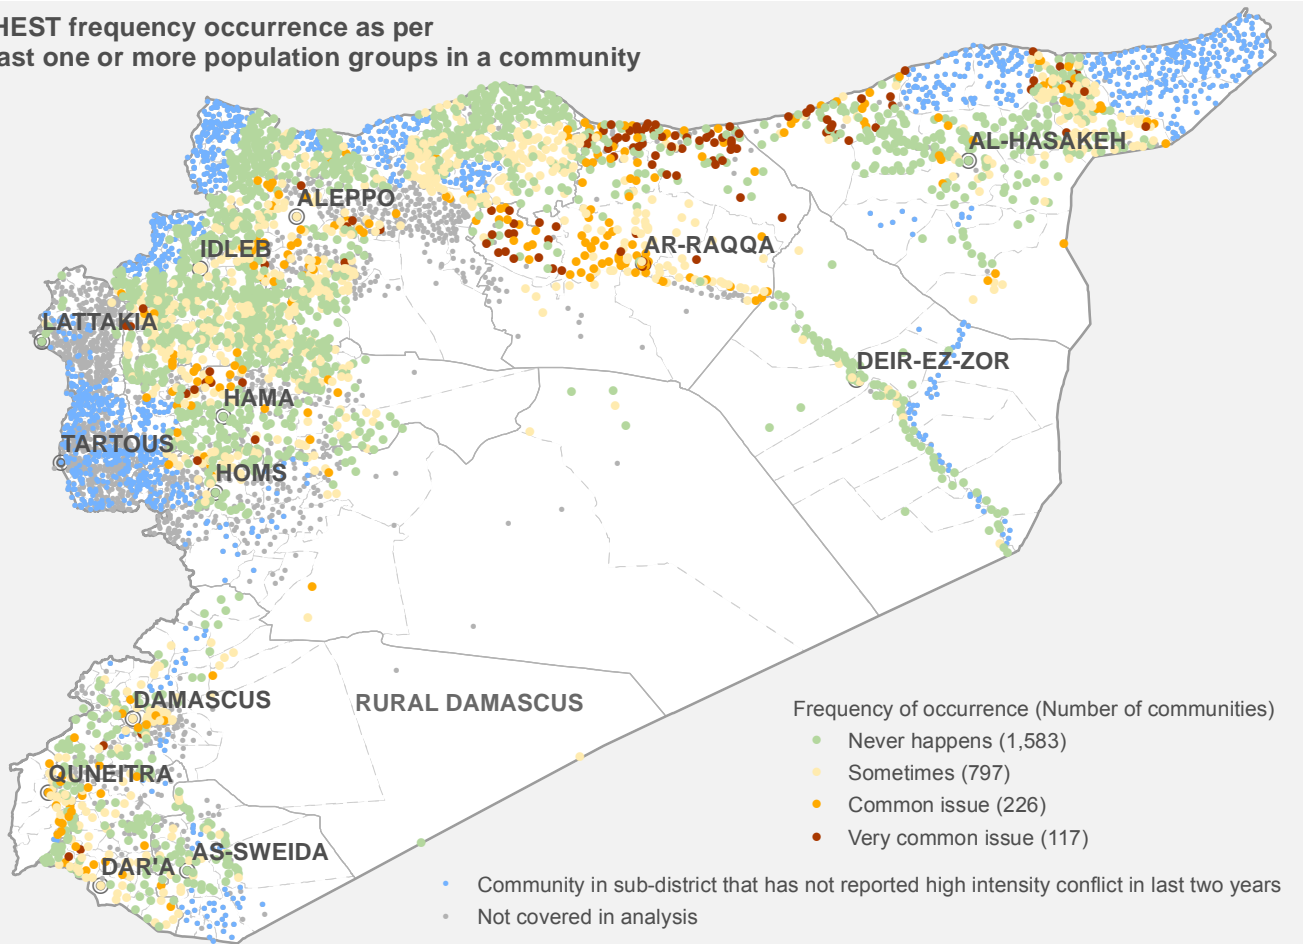 HEST frequency occurrence as per
ast one or more population groups in a community
AL-HASAKEH
ALEPPO
IDLEB
AR-RAQQA
LATTAKIA
DEIR-EZ-ZOR
HAMA
TARTOUS
HOMS
DAMASCUS
RURAL DAMASCUS
QUNEITRA
AS-SWEIDA
DAR'A
Frequency of occurrence (Number of communities)
Never happens (1,583)
Sometimes (797)
Common issue (226)
Very common issue (117)
Community in sub-district that has not reported high intensity conflict in last two years
Not covered in analysis